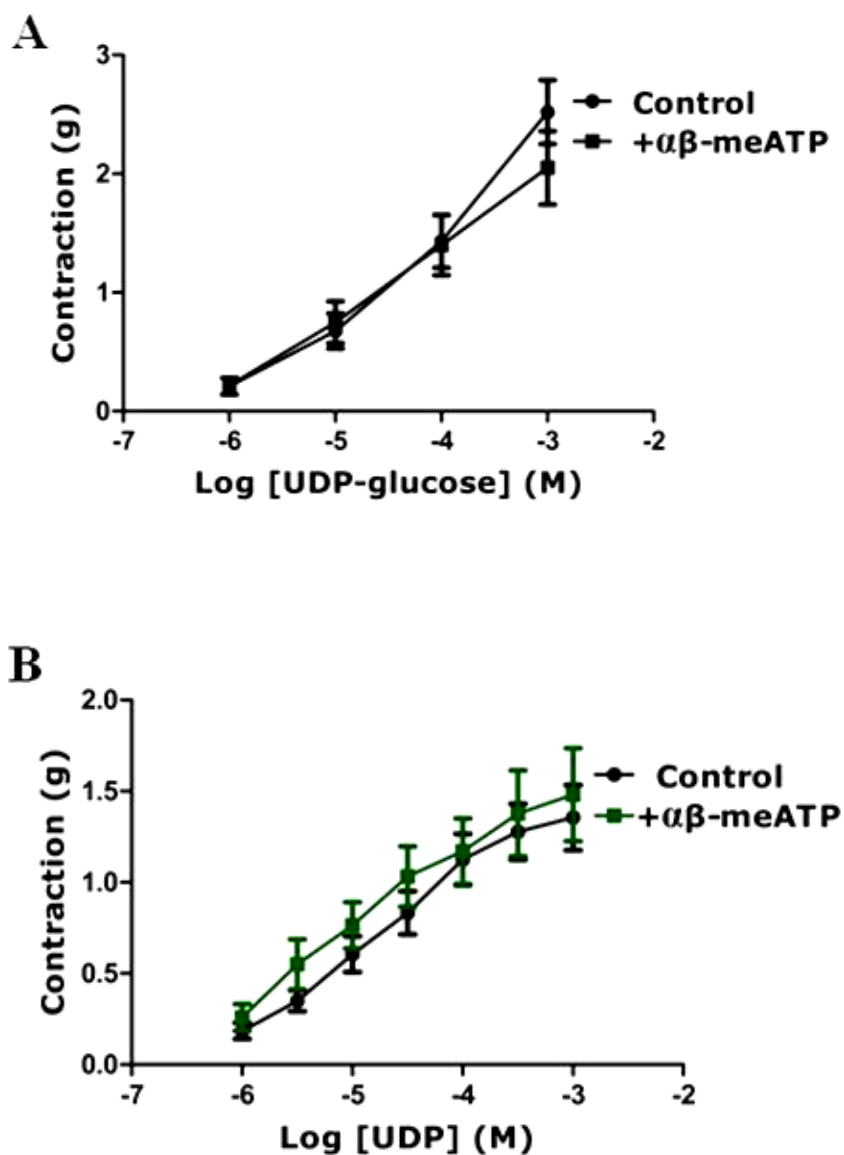 A
3
2
1
0
Contraction (g)
Control
+αβ-meATP
-7 -6 -5 -4 -3 -2
Log [UDP-glucose] (M)
B
2.0
1.5
1.0
0.5
0.0
Contraction (g)
Control
+αβ-meATP
-7 -6 -5 -4 -3 -2
Log [UDP] (M)